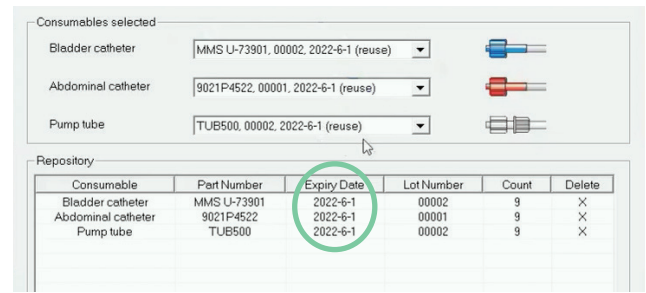 Consumables selected
Bladder catheter MMS U-73901, 00002, 2022-6-1 (reuse)
Abdominal catheter 9021P4522, 00001, 2022-6-1 (reuse)
Pump tube TUB500, 00002, 2022-6-1 (reuse)
Repository
Consumable Part Number Expiry Date Lot Number Count Delete
Bladder catheter MMS U-73901 2022-6-1 00002 9 X
Abdominal catheter 9021P4522 2022-6-1 00001 9 X
Pump tube TUB500 2022-6-1 00002 9 X